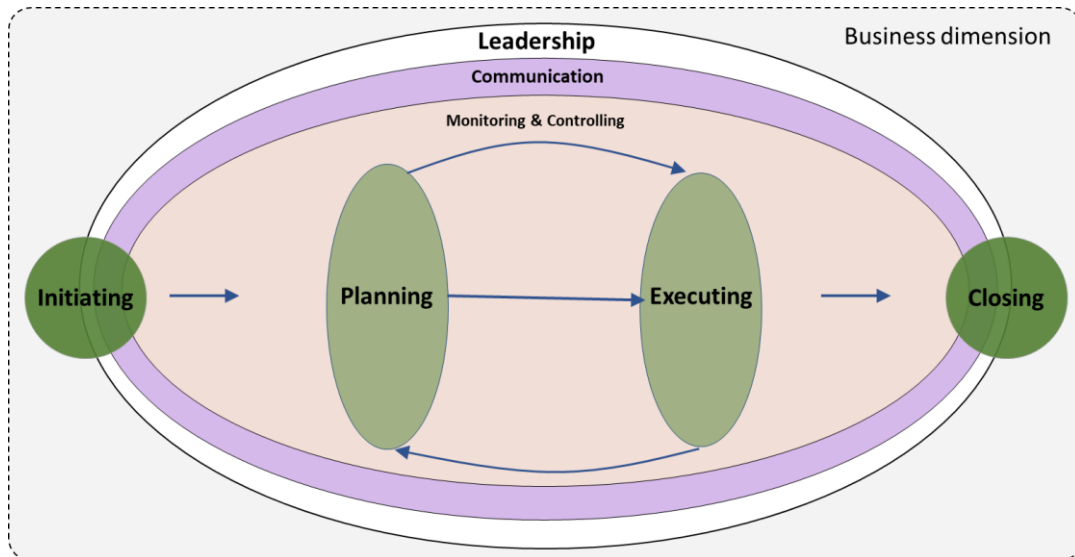 Leadership
Business dimension
Communication
Monitoring & Controlling
Initiating
Planning
Executing
Closing